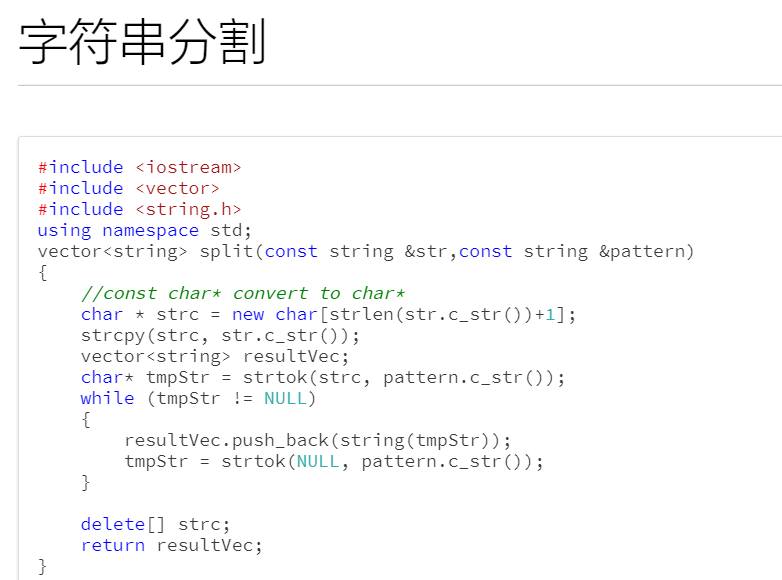 字符串分割
#include <iostream>
#include <vector>
#include <string.h>
using namespace std;
vector<string> split(const string &str,const string &pattern)
{
    //const char* convert to char*
    char * strc = new char[strlen(str.c_str())+1];
    strcpy(strc, str.c_str());
    vector<string> resultVec;
    char* tmpStr = strtok(strc, pattern.c_str());
    while (tmpStr != NULL)
    {
        resultVec.push_back(string(tmpStr));
        tmpStr = strtok(NULL, pattern.c_str());
    }
    delete[] strc;
    return resultVec;
}